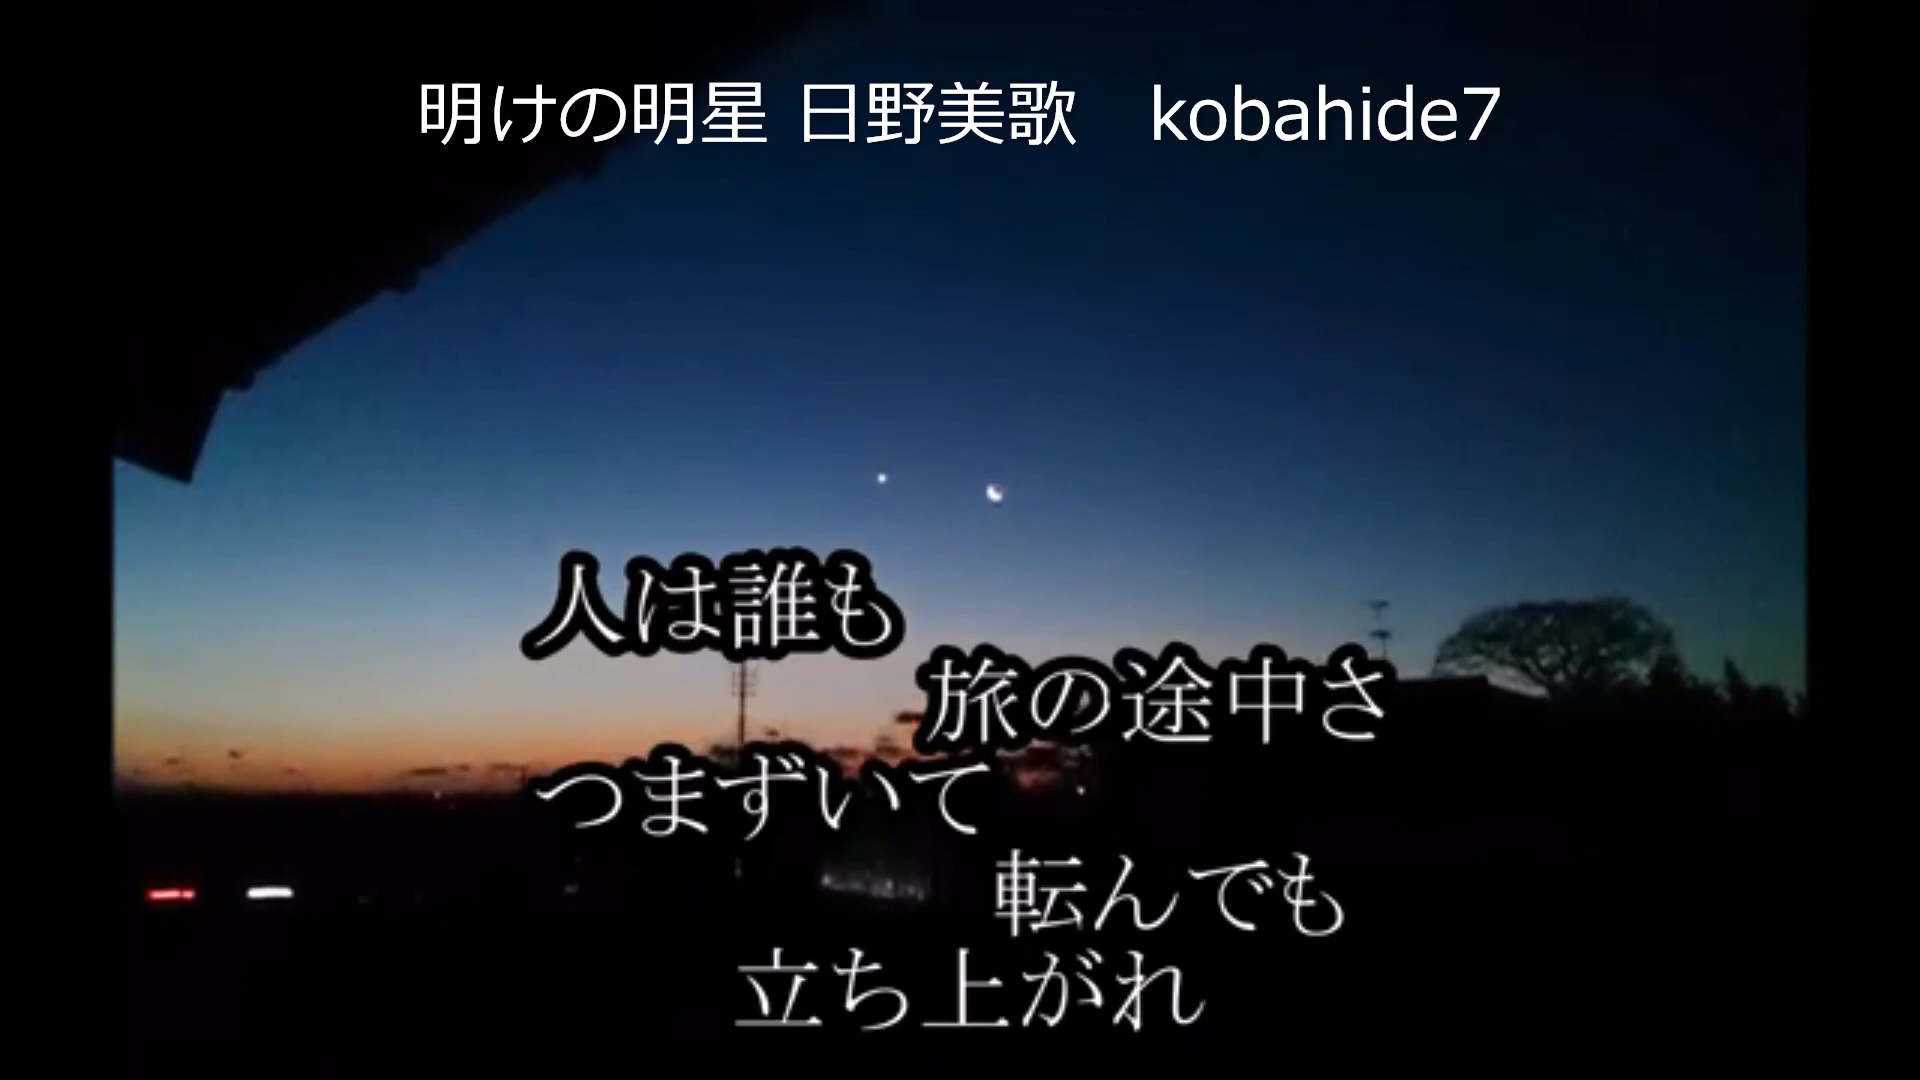 明けの明星 日野美歌　kobahide7
人は誰も
旅の途中さ
つまずいて
転んでも
立ち上がれ